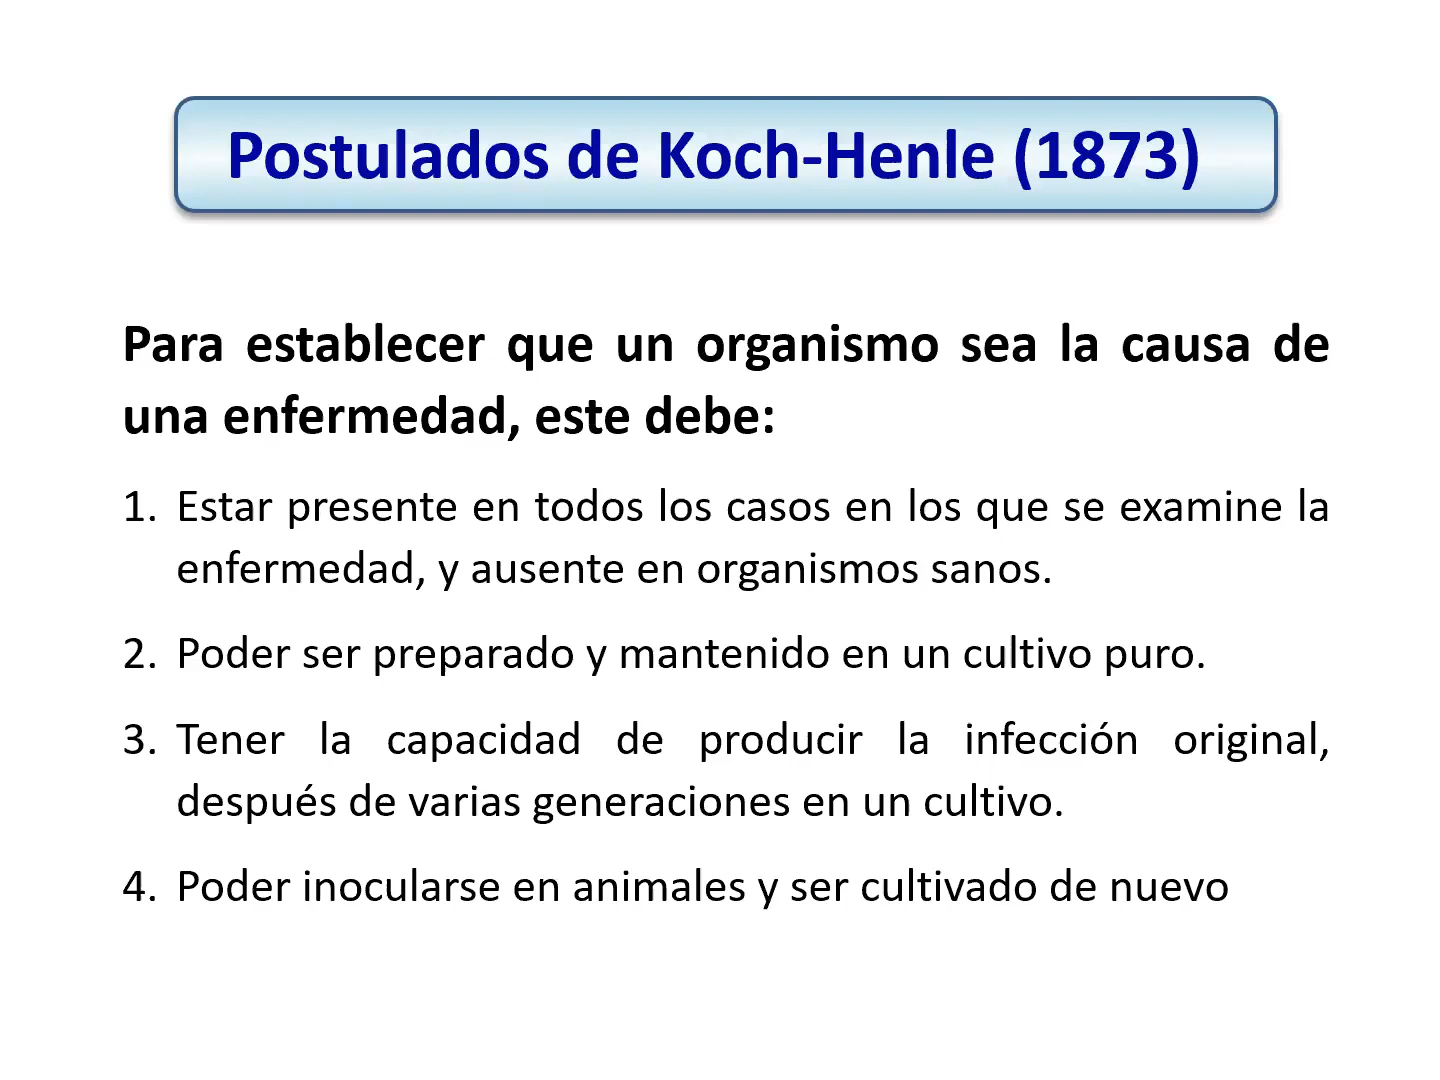 Postulados de Koch-Henle (1873)
Para establecer que un organismo sea la causa de
una enfermedad, este debe:
1. Estar presente en todos los casos en los que se examine la
enfermedad, y ausente en organismos sanos.
2. Poder ser preparado y mantenido en un cultivo puro.
3. Tener la capacidad de producir la infección original,
después de varias generaciones en un cultivo.
4. Poder inocularse en animales y ser cultivado de nuevo